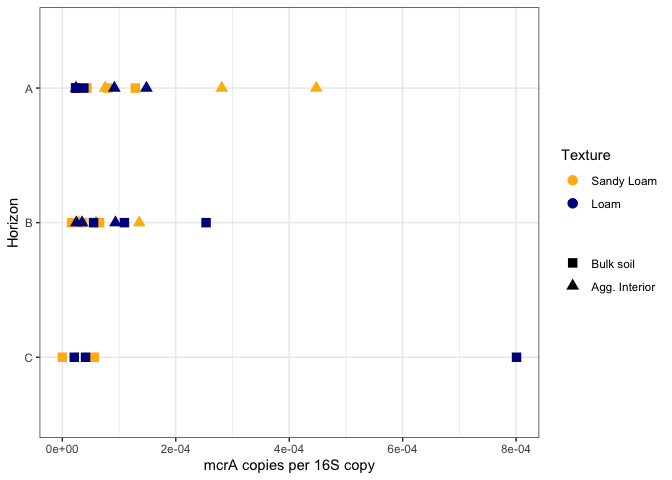 A
B
C
Horizon
0e+00 2e-04 4e-04 6e-04 8e-04
mcrA copies per 16S copy
Texture
Sandy Loam
Loam
Bulk soil
Agg. Interior